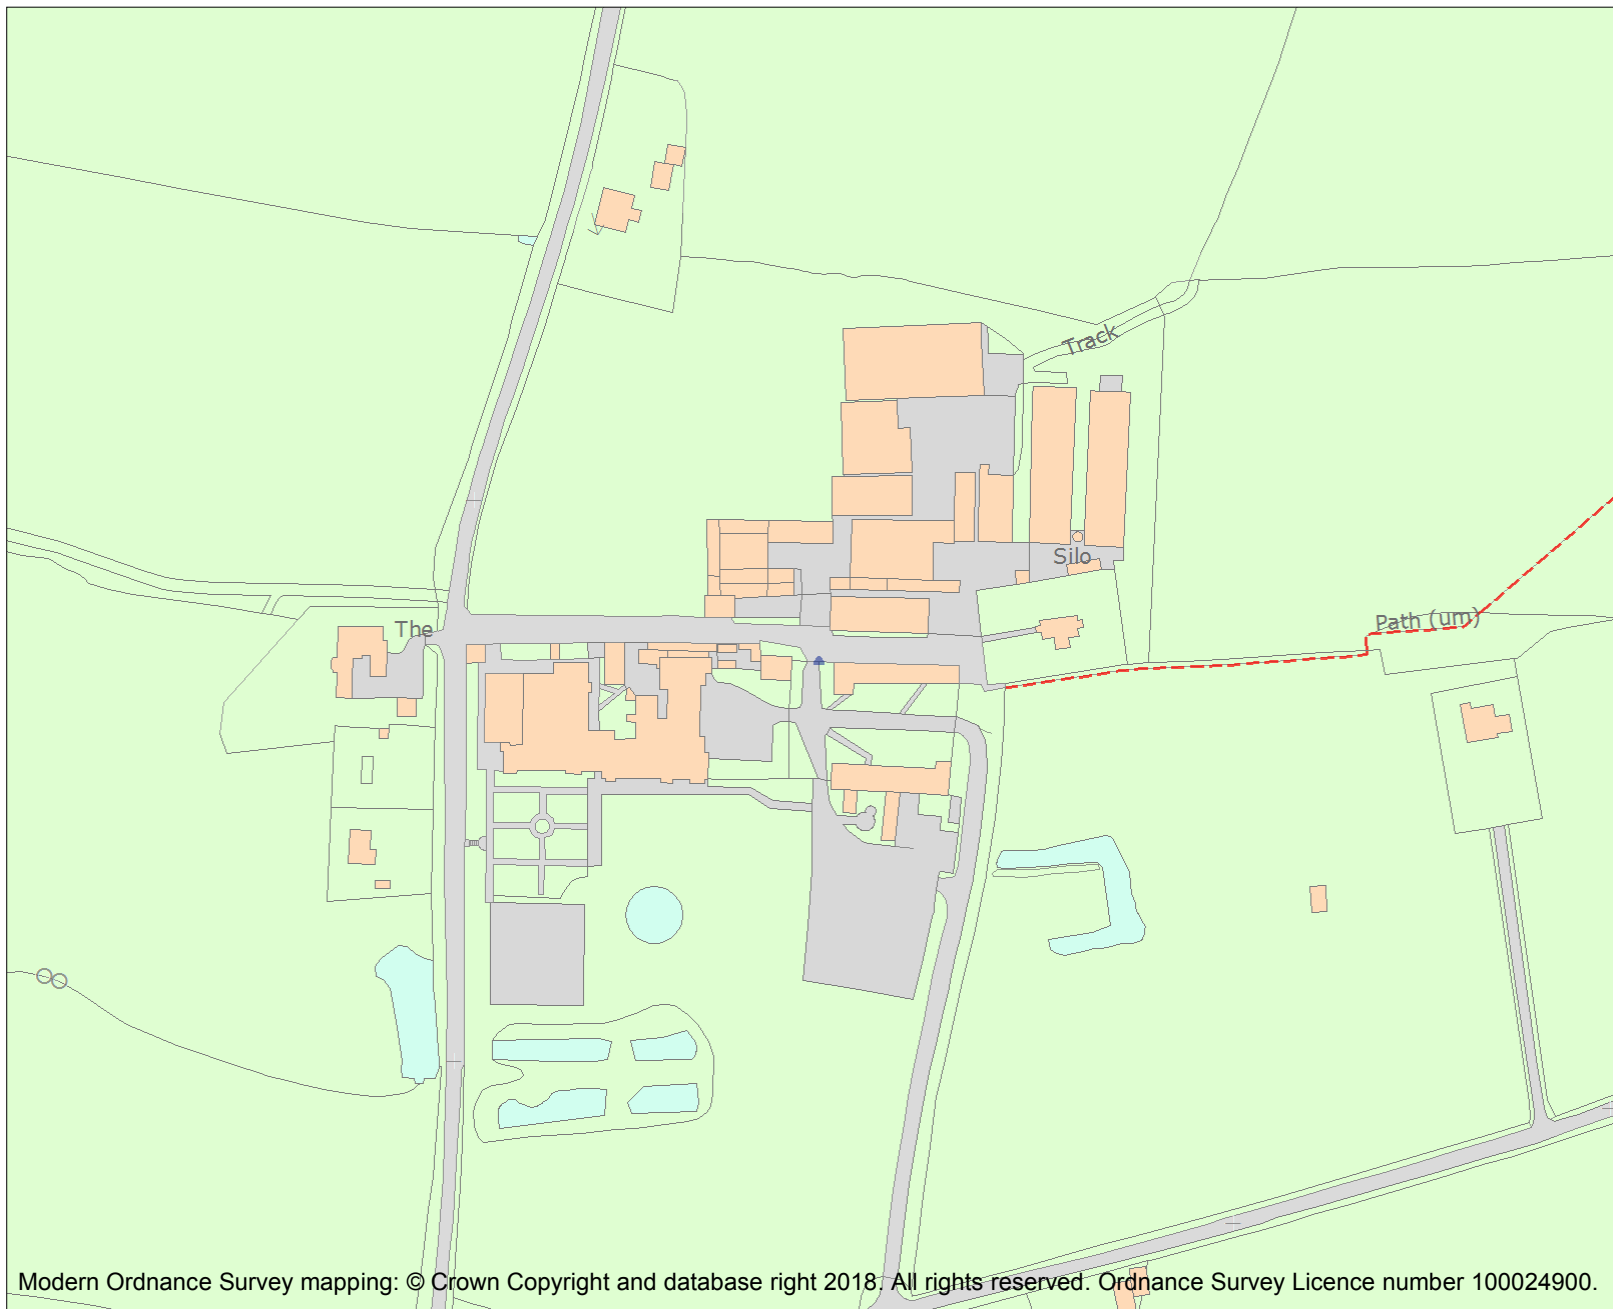 Track
Silo
Path (um)
The
Modern Ordnance Survey mapping: © Crown Copyright and database right 2018. All rights reserved. Ordnance Survey Licence number 100024900.